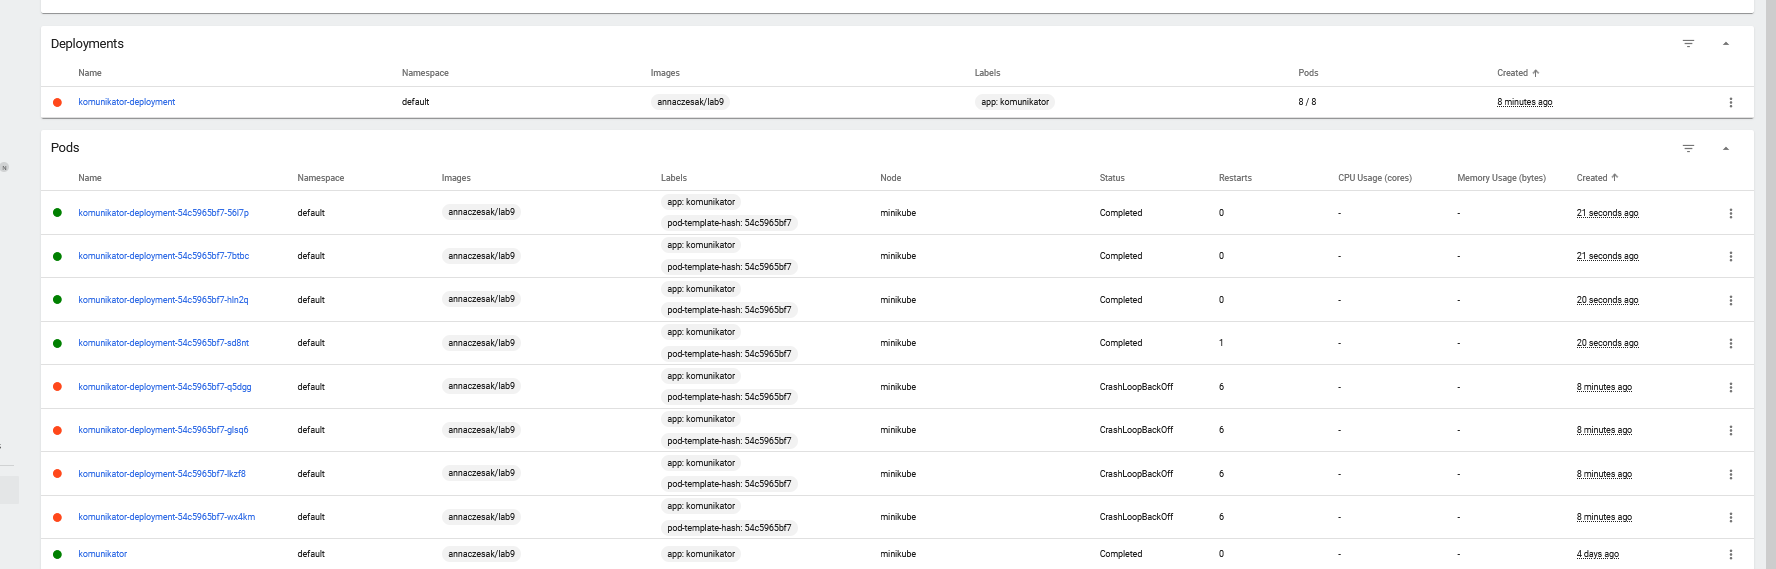 Deployments
Name Namespace Images Labels Pods Created
komunikator-deployment default annaczesak/lab9 app: komunikator 8 / 8 8 minutes ago
Pods
N
Name Namespace Images Labels Node Status Restarts CPU Usage (cores) Memory Usage (bytes) Created
komunikator-deployment-54c5965bf7-56l7p default annaczesak/lab9 app: komunikator pod-template-hash: 54c5965bf7 minikube Completed 0 - - 21 seconds ago
komunikator-deployment-54c5965bf7-7btbc default annaczesak/lab9 app: komunikator pod-template-hash: 54c5965bf7 minikube Completed 0 - - 21 seconds ago
komunikator-deployment-54c5965bf7-hln2q default annaczesak/lab9 app: komunikator pod-template-hash: 54c5965bf7 minikube Completed 0 - - 20 seconds ago
komunikator-deployment-54c5965bf7-sd8nt default annaczesak/lab9 app: komunikator pod-template-hash: 54c5965bf7 minikube Completed 1 - - 20 seconds ago
komunikator-deployment-54c5965bf7-q5dgg default annaczesak/lab9 app: komunikator pod-template-hash: 54c5965bf7 minikube CrashLoopBackOff 6 - - 8 minutes ago
komunikator-deployment-54c5965bf7-glsq6 default annaczesak/lab9 app: komunikator pod-template-hash: 54c5965bf7 minikube CrashLoopBackOff 6 - - 8 minutes ago
komunikator-deployment-54c5965bf7-lkzf8 default annaczesak/lab9 app: komunikator pod-template-hash: 54c5965bf7 minikube CrashLoopBackOff 6 - - 8 minutes ago
komunikator-deployment-54c5965bf7-wx4km default annaczesak/lab9 app: komunikator pod-template-hash: 54c5965bf7 minikube CrashLoopBackOff 6 - - 8 minutes ago
komunikator default annaczesak/lab9 app: komunikator minikube Completed 0 - - 4 days ago